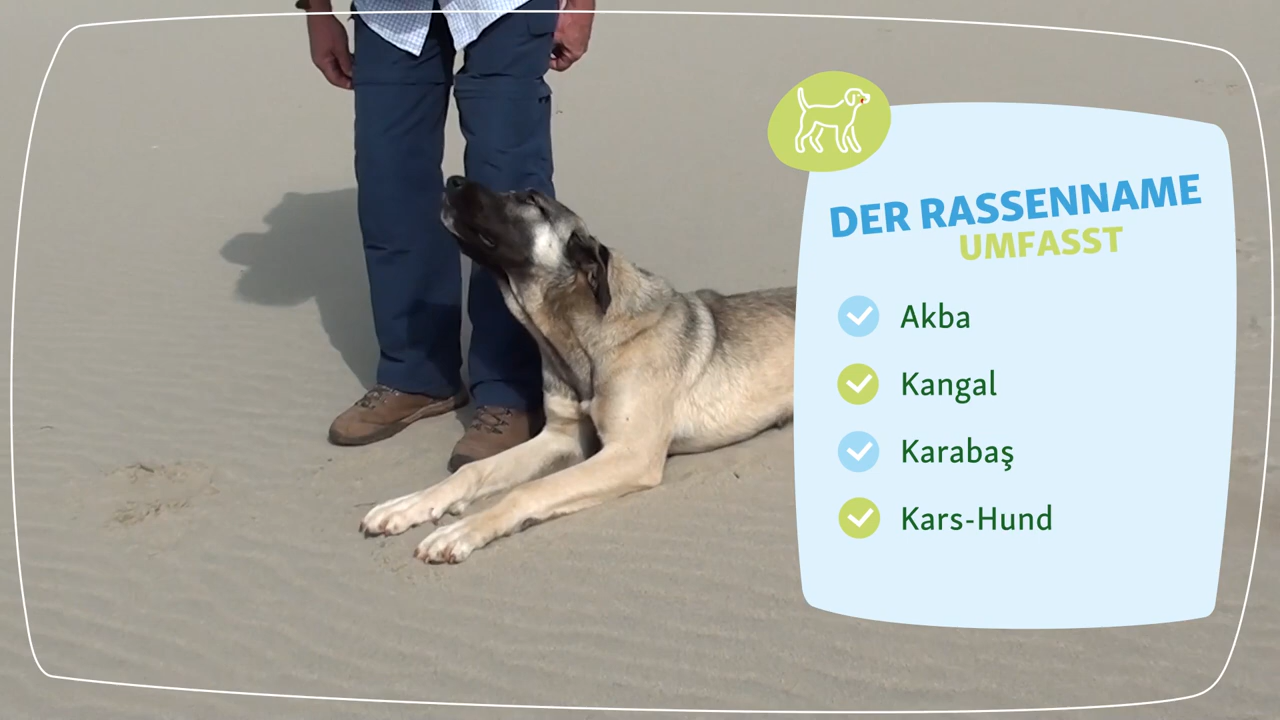 DER RASSENNAME
UMFASST
Akba
Kangal
Karabaş
Kars-Hund